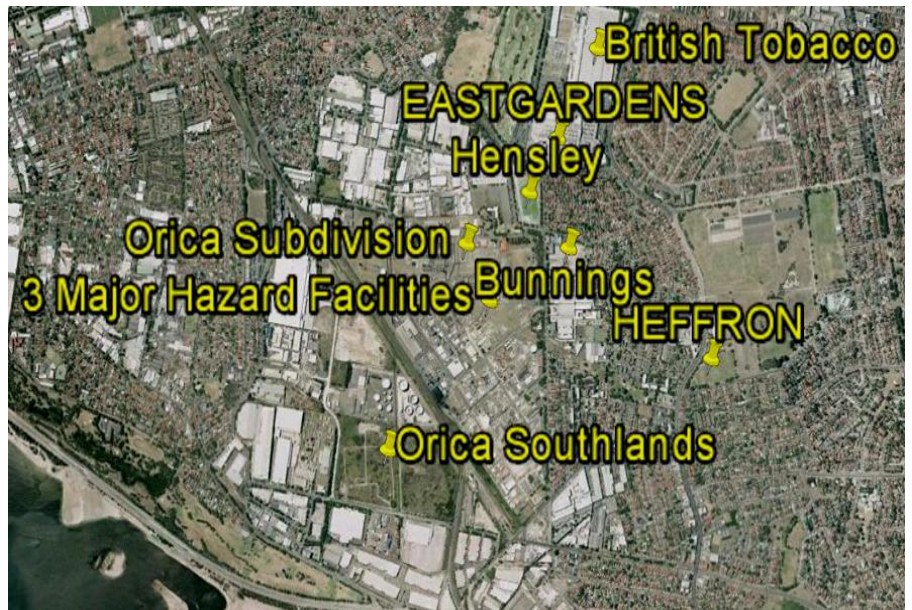 British Tobacco
EASTGARDENS
Hensley
Orica Subdivision
Bunnings
3 Major Hazard Facilities
HEFFRON
Orica Southlands